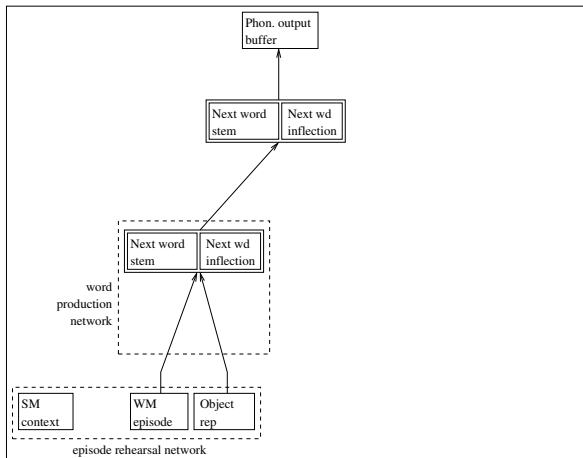 Phon. output
buffer
Next word
stem
Next wd
inflection
Next word
stem
Next wd
inflection
word
production
network
SM
context
WM
episode
Object
rep
episode rehearsal network